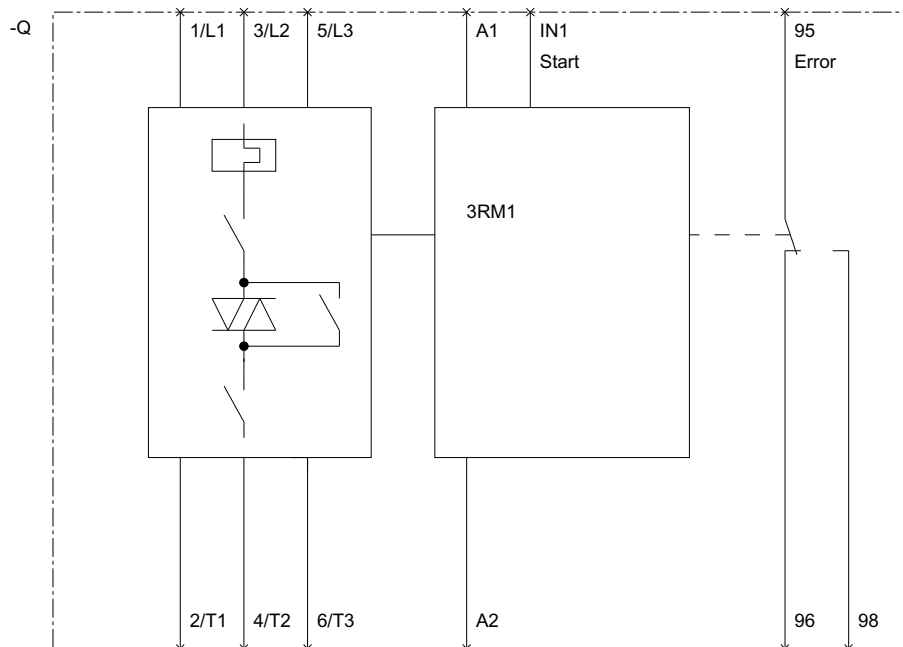 -Q
1/L1 3/L2 5/L3 A1 IN1 95
Start Error
3RM1
2/T1 4/T2 6/T3 A2 96 98